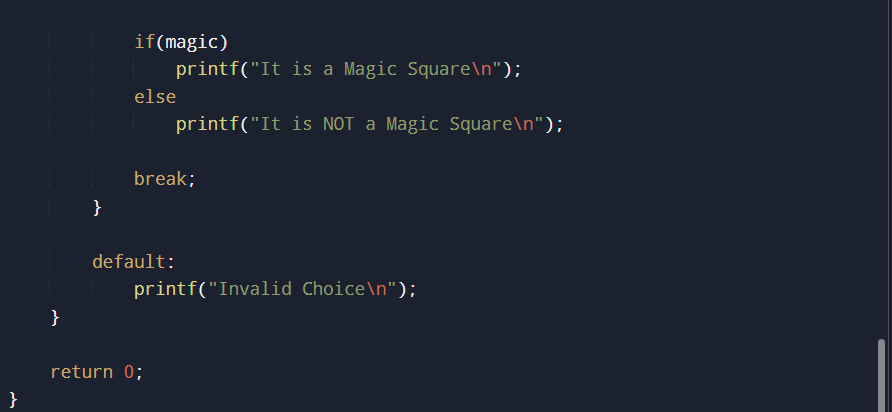 if(magic)
printf("It is a Magic Square\n");
else
printf("It is NOT a Magic Square\n");
break;
}
default:
printf("Invalid Choice\n");
}
return 0;
}